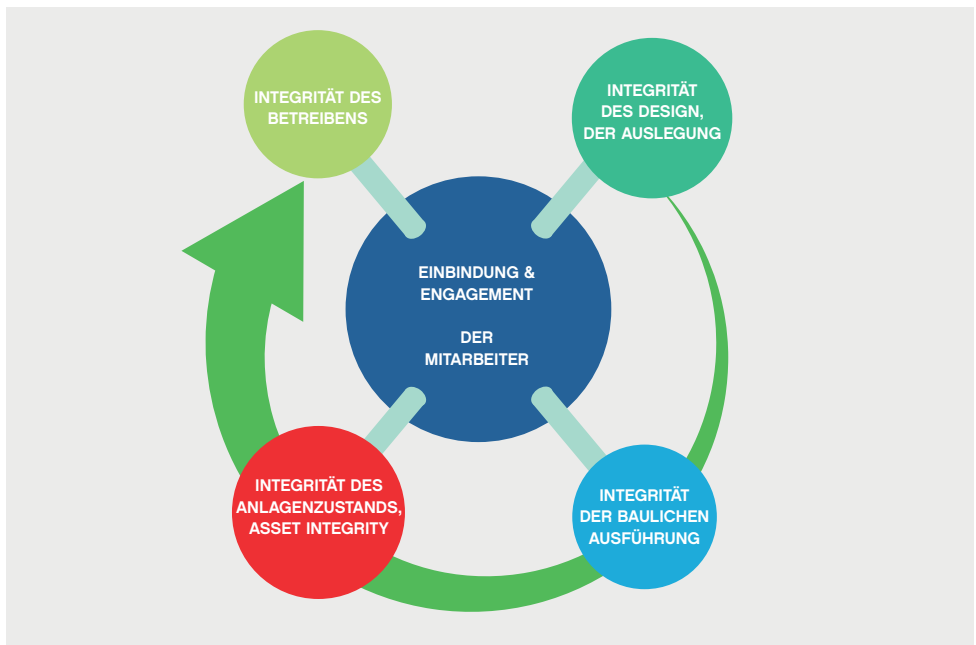 INTEGRITÄT DES
BETREIBENS
INTEGRITÄT
DES DESIGN,
DER AUSLEGUNG
EINBINDUNG &
ENGAGEMENT
DER
MITARBEITER
INTEGRITÄT DES
ANLAGENZUSTANDS,
ASSET INTEGRITY
INTEGRITÄT
DER BAULICHEN
AUSFÜHRUNG